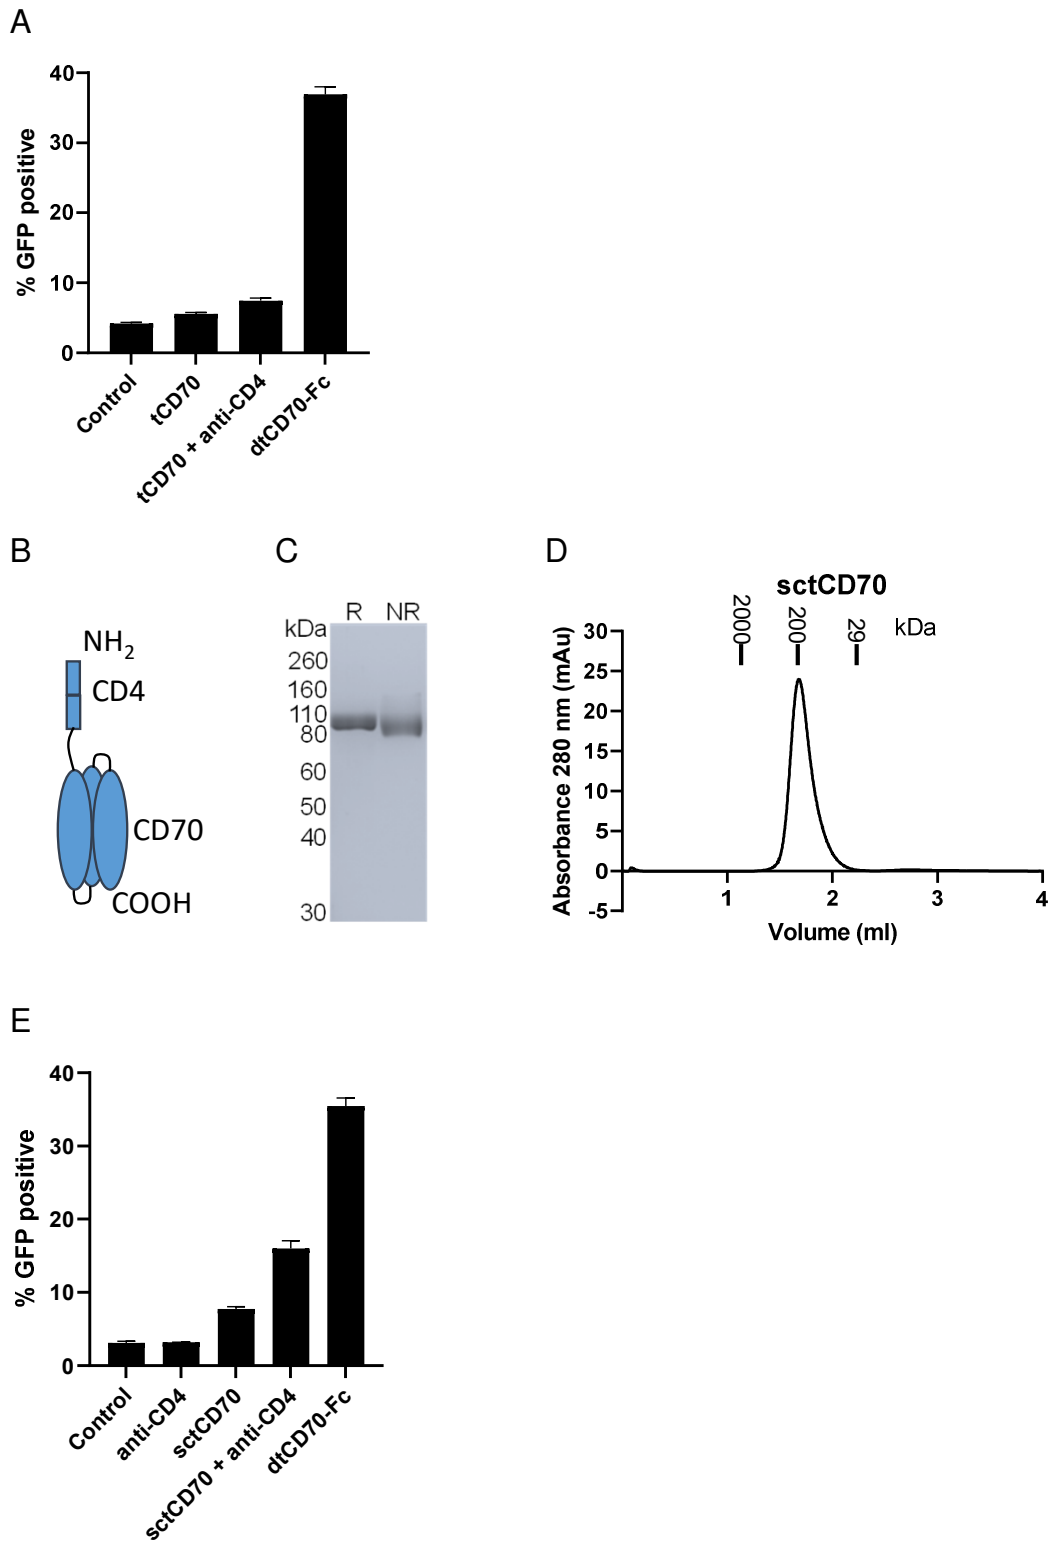 A
% GFP positive
40
30
20
10
0
Control
tCD70
tCD70 + anti-CD4
dtCD70-Fc
B
NH2
CD4
CD70
COOH
C
R NR
kDa
260
160
110
80
60
50
40
30
D
sctCD70
2000
200
29
kDa
Absorbance 280 nm (mAu)
30
25
20
15
10
5
0
-5
1 2 3 4
Volume (ml)
E
% GFP positive
40
30
20
10
0
Control
anti-CD4
sctCD70
sctCD70 + anti-CD4
dtCD70-Fc